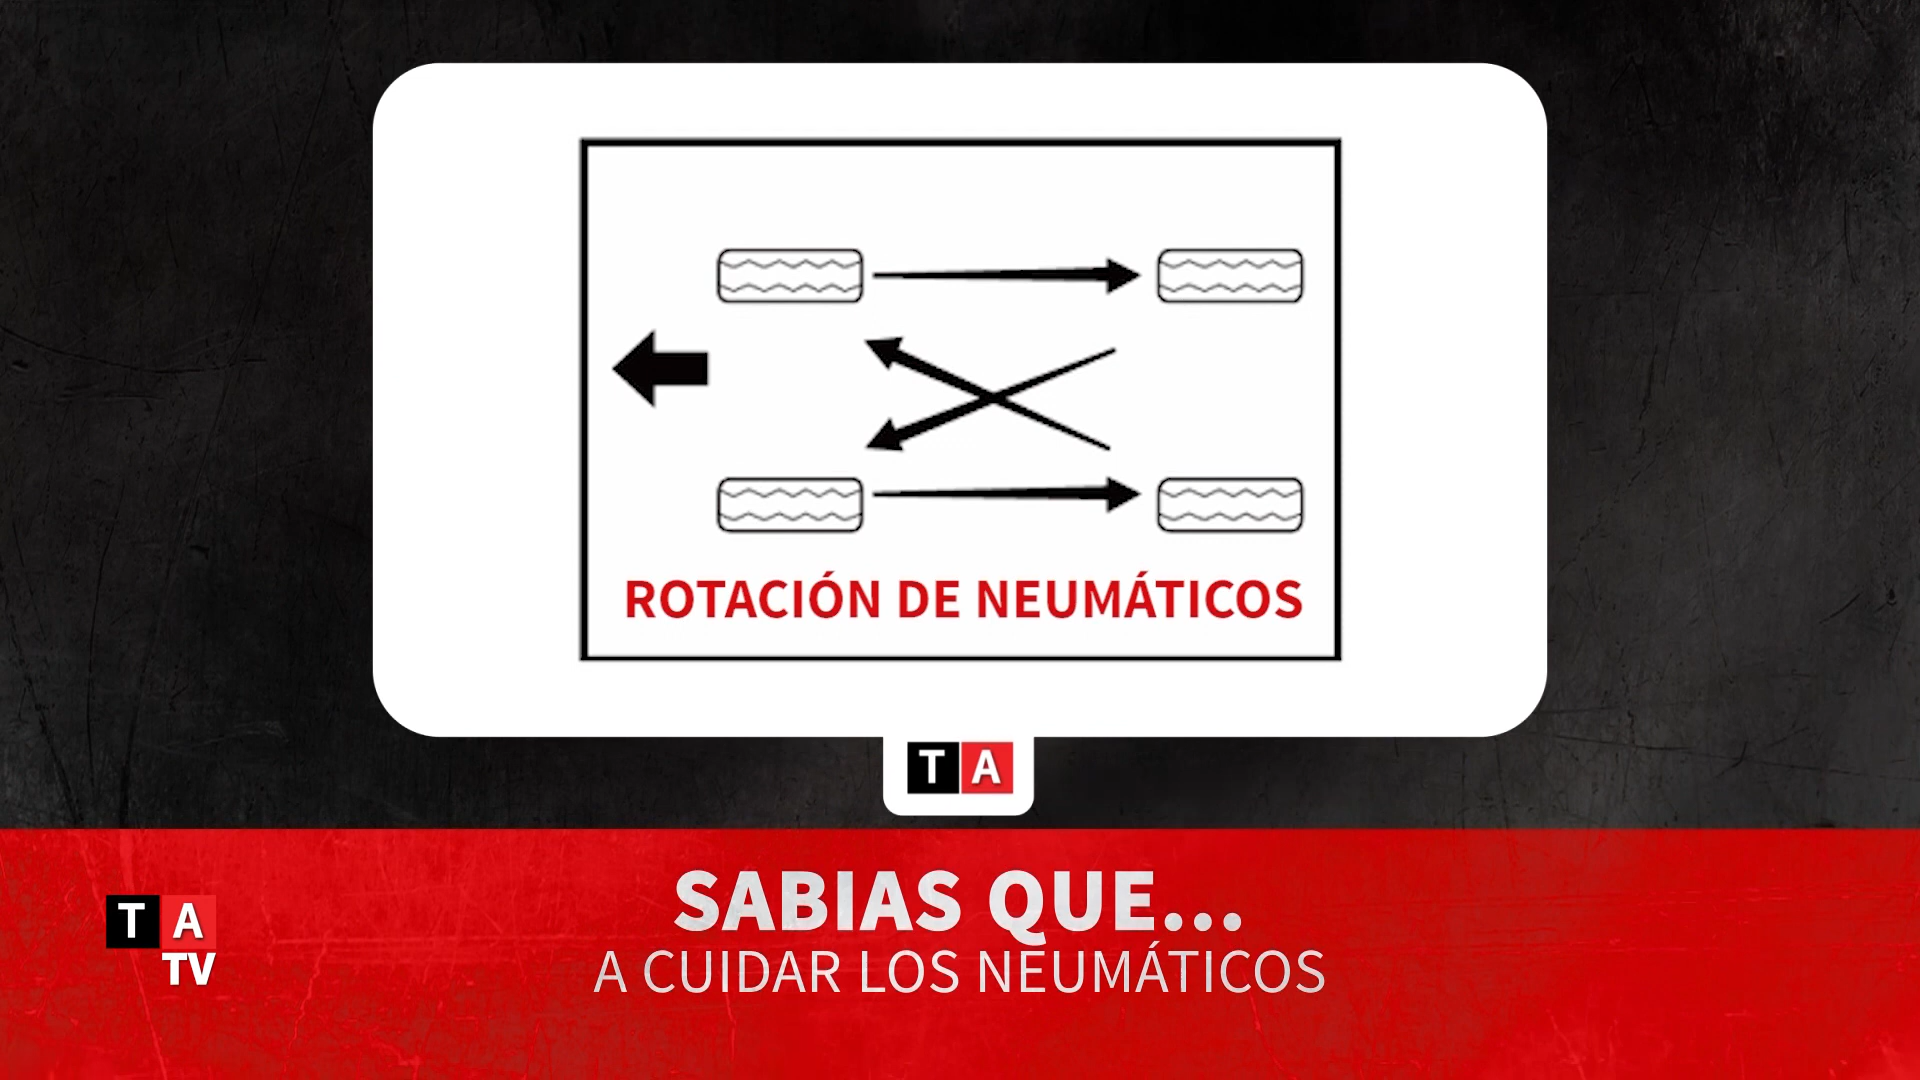 ROTACIÓN DE NEUMÁTICOS
T A
SABIAS QUE...
A CUIDAR LOS NEUMÁTICOS
T A
TV